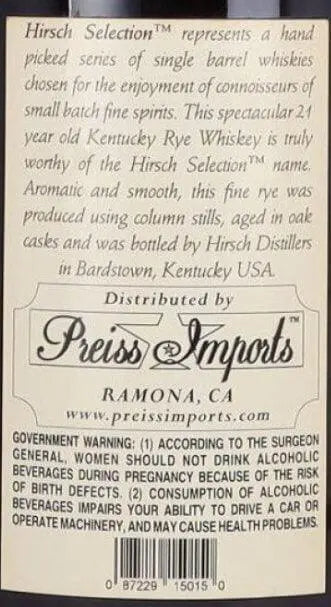 Hirsch Selection™ represents a hand
picked series of single barrel whiskies
chosen for the enjoyment of connoisseurs of
small batch fine spirits. This spectacular 21
year old Kentucky Rye Whiskey is truly
worthy of the Hirsch Selection™ name.
Aromatic and smooth, this fine rye was
produced using column stills, aged in oak
casks and was bottled by Hirsch Distillers
in Bardstown, Kentucky USA.
Distributed by
Preiss Imports™
RAMONA, CA
www.preissimports.com
GOVERNMENT WARNING: (1) ACCORDING TO THE SURGEON
GENERAL, WOMEN SHOULD NOT DRINK ALCOHOLIC
BEVERAGES DURING PREGNANCY BECAUSE OF THE RISK
OF BIRTH DEFECTS. (2) CONSUMPTION OF ALCOHOLIC
BEVERAGES IMPAIRS YOUR ABILITY TO DRIVE A CAR OR
OPERATE MACHINERY, AND MAY CAUSE HEALTH PROBLEMS.
0 87229 15015 0